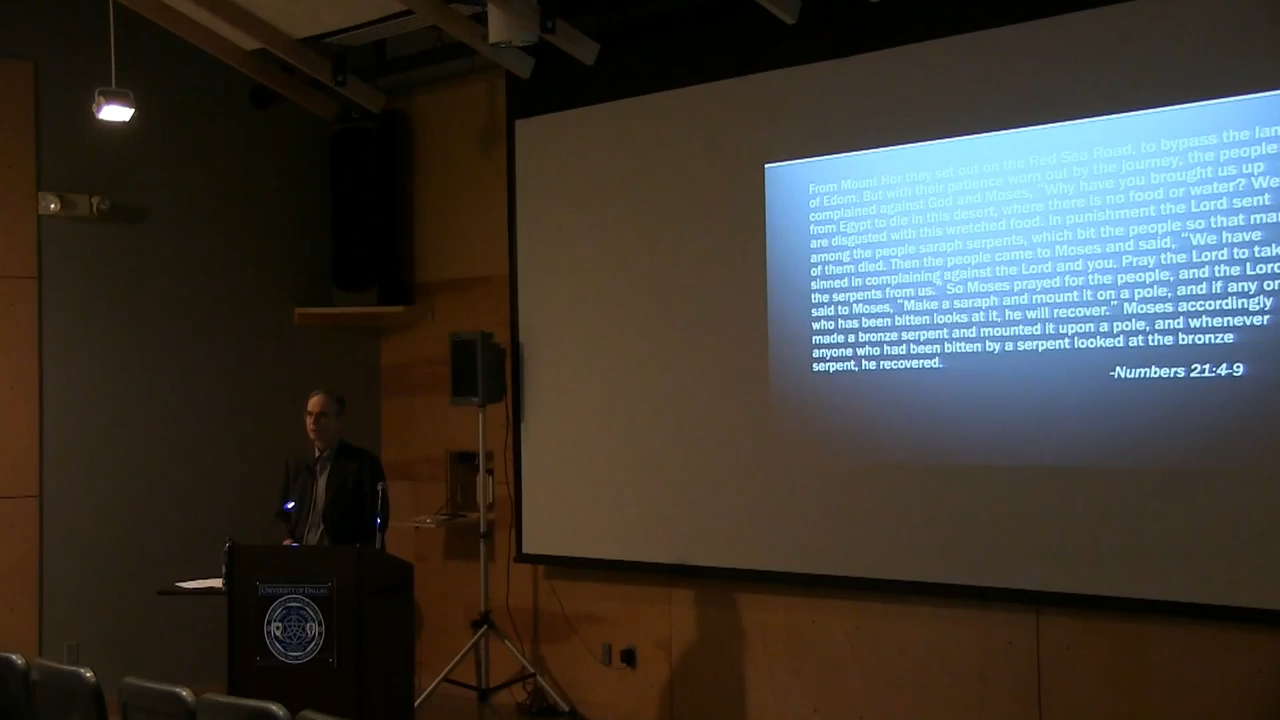 From Mount Hor they set out on the Red Sea Road, to bypass the lan
of Edom. But with their patience worn out by the journey, the people
complained against God and Moses, "Why have you brought us up
from Egypt to die in this desert, where there is no food or water? We
are disgusted with this wretched food. In punishment the Lord sent
among the people saraph serpents, which bit the people so that ma
of them died. Then the people came to Moses and said, "We have
sinned in complaining against the Lord and you. Pray the Lord to tak
the serpents from us." So Moses prayed for the people, and the Lord
said to Moses, "Make a saraph and mount it on a pole, and if any on
who has been bitten looks at it, he will recover." Moses accordingly
made a bronze serpent and mounted it upon a pole, and whenever
anyone who had been bitten by a serpent looked at the bronze
serpent, he recovered.
-Numbers 21:4-9
UNIVERSITY OF DALLAS